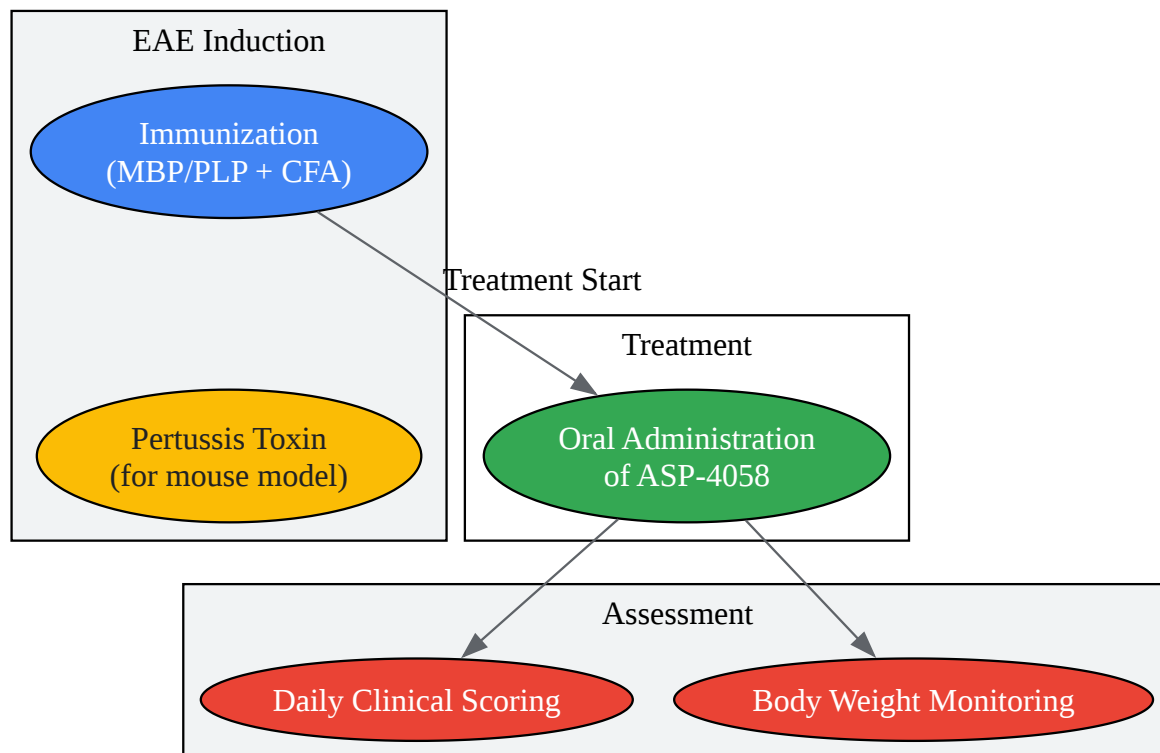 EAE Induction
Immunization
(MBP/PLP + CFA)
Treatment Start
Treatment
Pertussis Toxin
(for mouse model)
Oral Administration
of ASP-4058
Assessment
Daily Clinical Scoring
Body Weight Monitoring